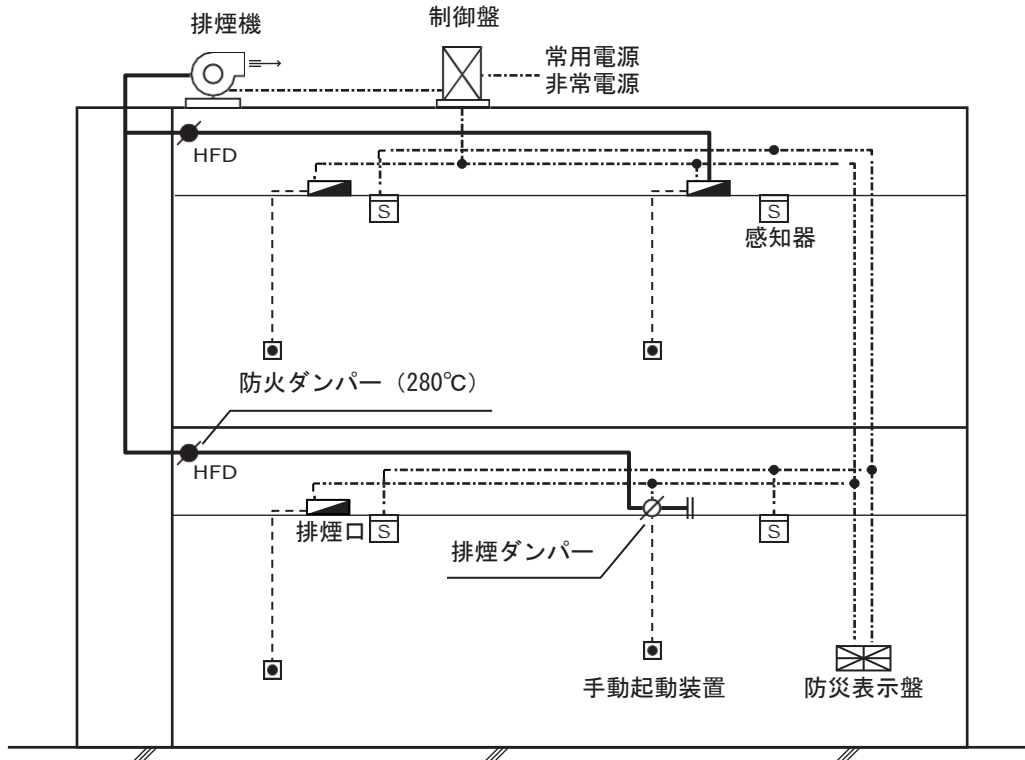 排煙機
制御盤
常用電源
非常電源
HFD
S
S
感知器
防火ダンパー（280℃）
HFD
排煙口
S
排煙ダンパー
S
手動起動装置
防災表示盤